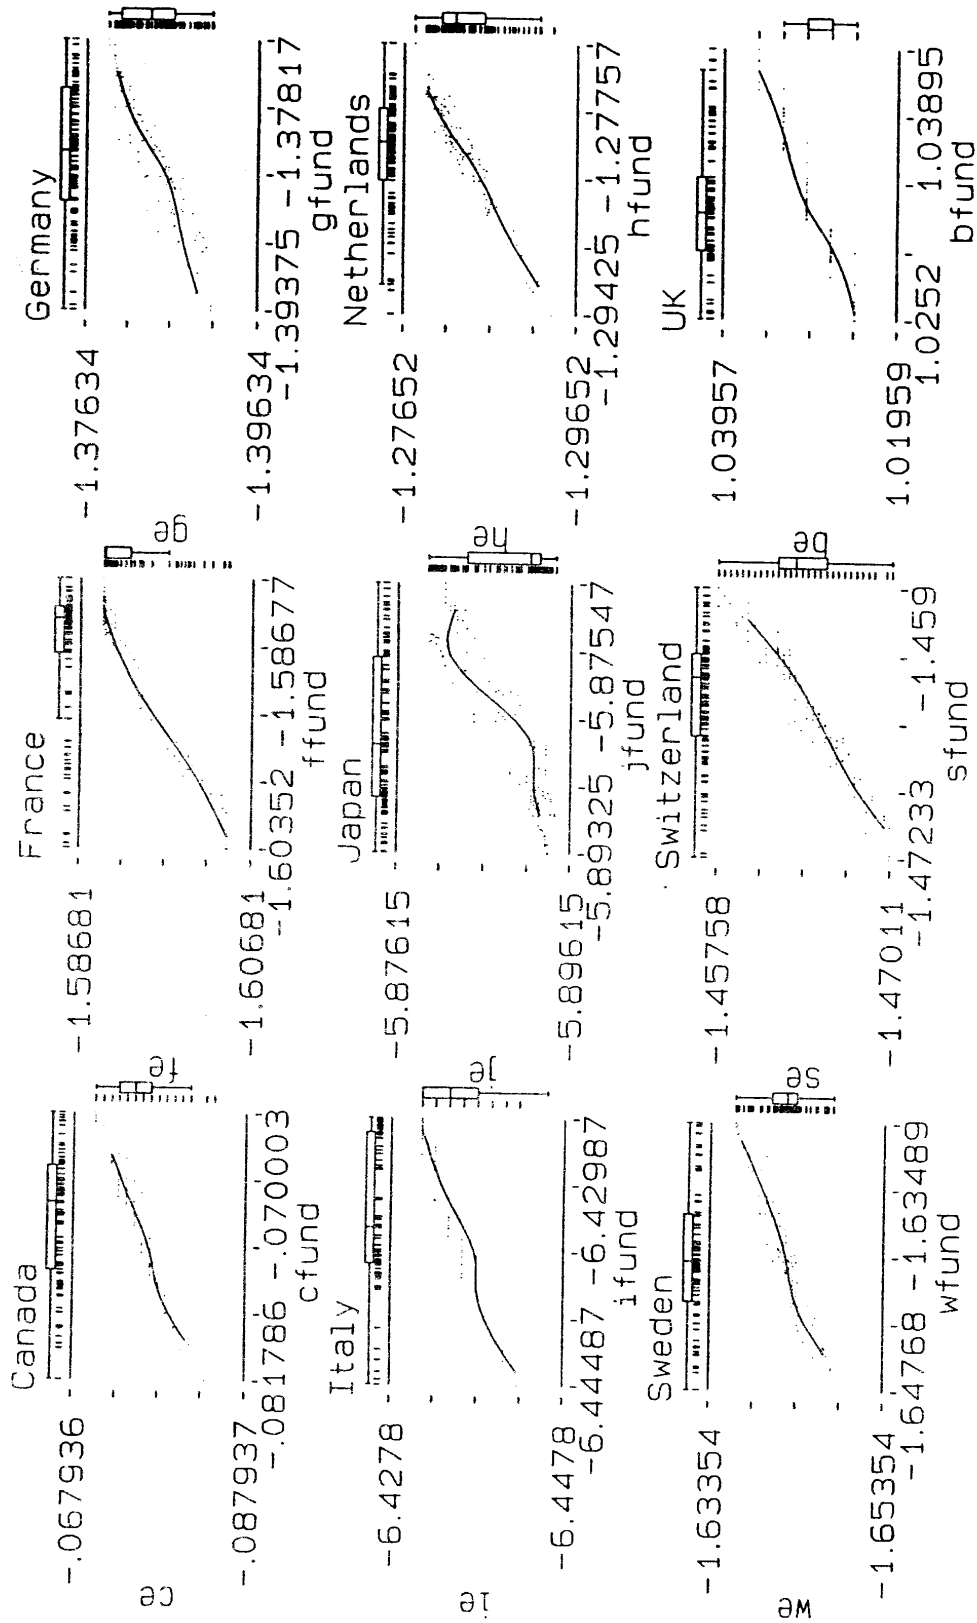 Canada
-.067936
ce
-.087937
-.081786 -.070003
cfund
France
-1.58681
fe
-1.60681
-1.60352 -1.58677
ffund
Germany
-1.37634
ge
-1.39634
-1.39375 -1.37817
gfund
Italy
-6.4278
ie
-6.4478
-6.44487 -6.42987
ifund
Japan
-5.87615
je
-5.89615
-5.89325 -5.87547
jfund
Netherlands
-1.27652
he
-1.29652
-1.29425 -1.27757
hfund
Sweden
-1.63354
we
-1.65354
-1.64768 -1.63489
wfund
Switzerland
-1.45758
se
-1.47011
-1.47233 -1.459
sfund
UK
1.03957
be
1.01959
1.0252 1.03895
bfund